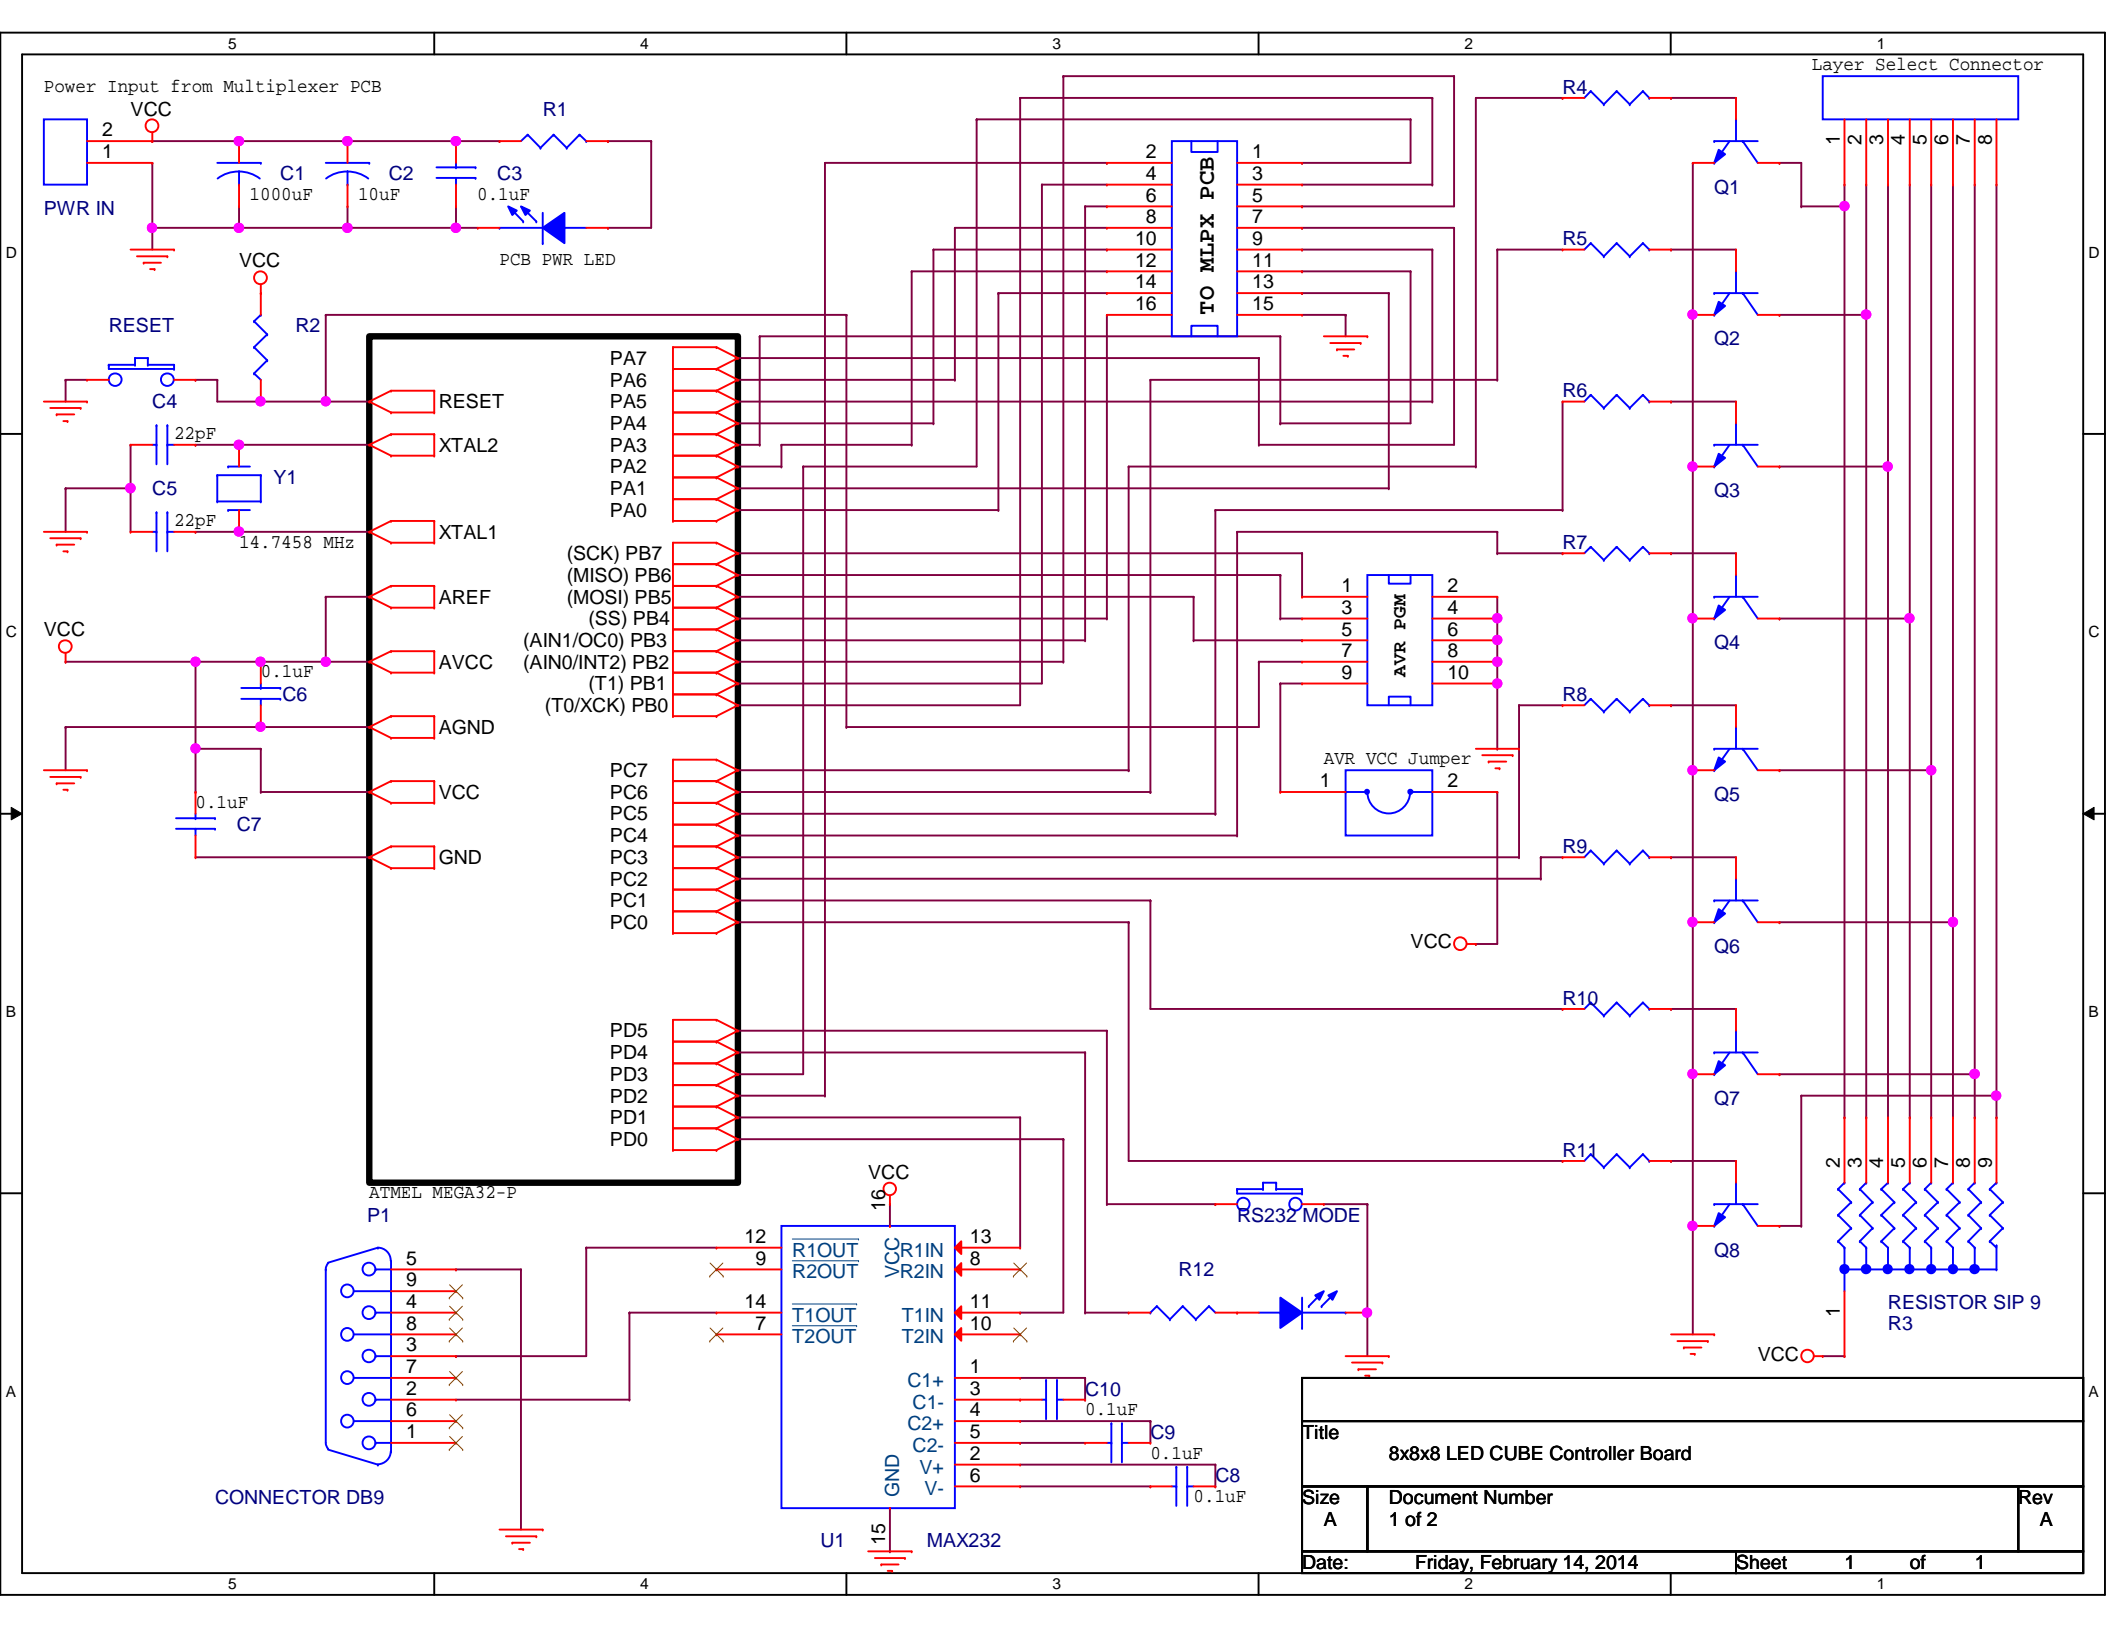 5 4 3 2 1
Power Input from Multiplexer PCB
VCC
2
1
PWR IN
C1
1000uF
C2
10uF
C3
0.1uF
R1
PCB PWR LED
VCC
R2
RESET
C4
22pF
C5
22pF
Y1
14.7458 MHz
VCC
0.1uF
C6
0.1uF
C7
RESET
XTAL2
XTAL1
AREF
AVCC
AGND
VCC
GND
PA7
PA6
PA5
PA4
PA3
PA2
PA1
PA0
(SCK) PB7
(MISO) PB6
(MOSI) PB5
(SS) PB4
(AIN1/OC0) PB3
(AIN0/INT2) PB2
(T1) PB1
(T0/XCK) PB0
PC7
PC6
PC5
PC4
PC3
PC2
PC1
PC0
PD5
PD4
PD3
PD2
PD1
PD0
ATMEL MEGA32-P
TO MLPX PCB
2 1
4 3
6 5
8 7
10 9
12 11
14 13
16 15
AVR PGM
1 2
3 4
5 6
7 8
9 10
AVR VCC Jumper
1 2
VCC
Layer Select Connector
1 2 3 4 5 6 7 8
R4
Q1
R5
Q2
R6
Q3
R7
Q4
R8
Q5
R9
Q6
R10
Q7
R11
Q8
2 3 4 5 6 7 8 9
1
RESISTOR SIP 9
R3
VCC
RS232 MODE
R12
P1
5
9
4
8
3
7
2
6
1
CONNECTOR DB9
VCC
16
12 R1OUT VCC R1IN 13
9 R2OUT R2IN 8
14 T1OUT T1IN 11
7 T2OUT T2IN 10
C1+ 1
C1- 3
C2+ 4
C2- 5
V+ 2
V- 6
GND
15
U1 MAX232
C10
0.1uF
C9
0.1uF
C8
0.1uF
D D
C C
B B
A A
Title
8x8x8 LED CUBE Controller Board
Size Document Number Rev
A 1 of 2 A
Date: Friday, February 14, 2014 Sheet 1 of 1
5 4 3 2 1